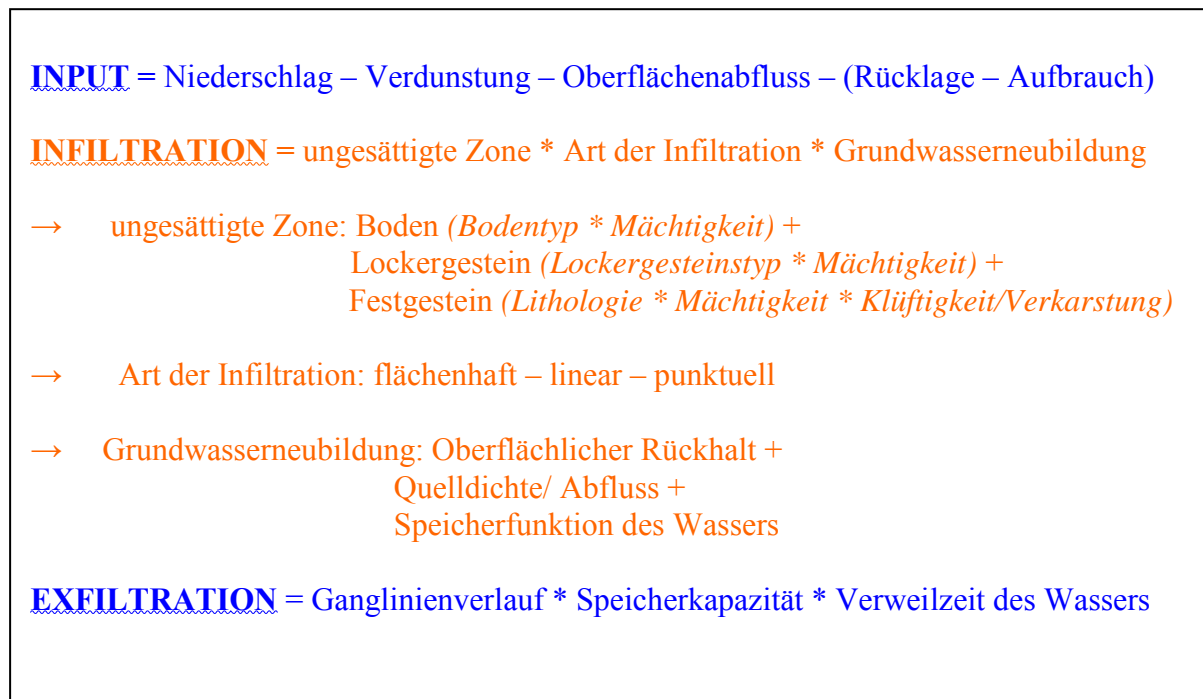 INPUT = Niederschlag – Verdunstung – Oberflächenabfluss – (Rücklage – Aufbrauch)
INFILTRATION = ungesättigte Zone * Art der Infiltration * Grundwasserneubildung
→ ungesättigte Zone: Boden (Bodentyp * Mächtigkeit) +
Lockergestein (Lockergesteinstyp * Mächtigkeit) +
Festgestein (Lithologie * Mächtigkeit * Klüftigkeit/Verkarstung)
→ Art der Infiltration: flächenhaft – linear – punktuell
→ Grundwasserneubildung: Oberflächlicher Rückhalt +
Quelldichte/ Abfluss +
Speicherfunktion des Wassers
EXFILTRATION = Ganglinienverlauf * Speicherkapazität * Verweilzeit des Wassers